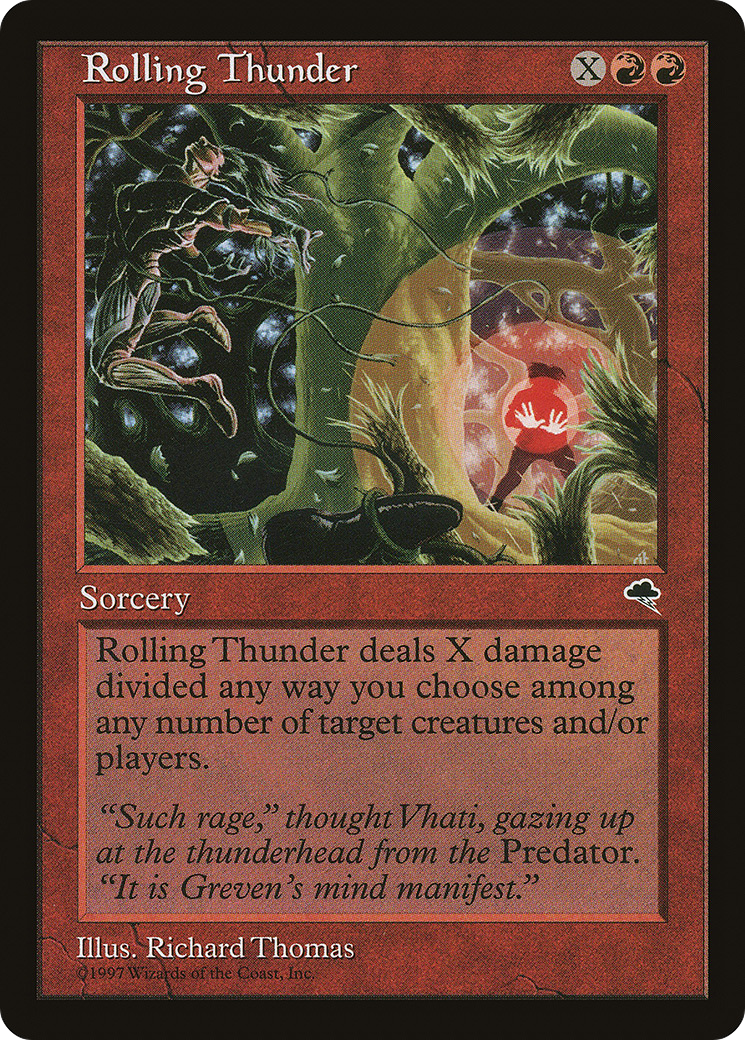 Rolling Thunder X
Sorcery
Rolling Thunder deals X damage
divided any way you choose among
any number of target creatures and/or
players.
“Such rage,” thought Vhati, gazing up
at the thunderhead from the Predator.
“It is Greven’s mind manifest.”
Illus. Richard Thomas
©1997 Wizards of the Coast, Inc.